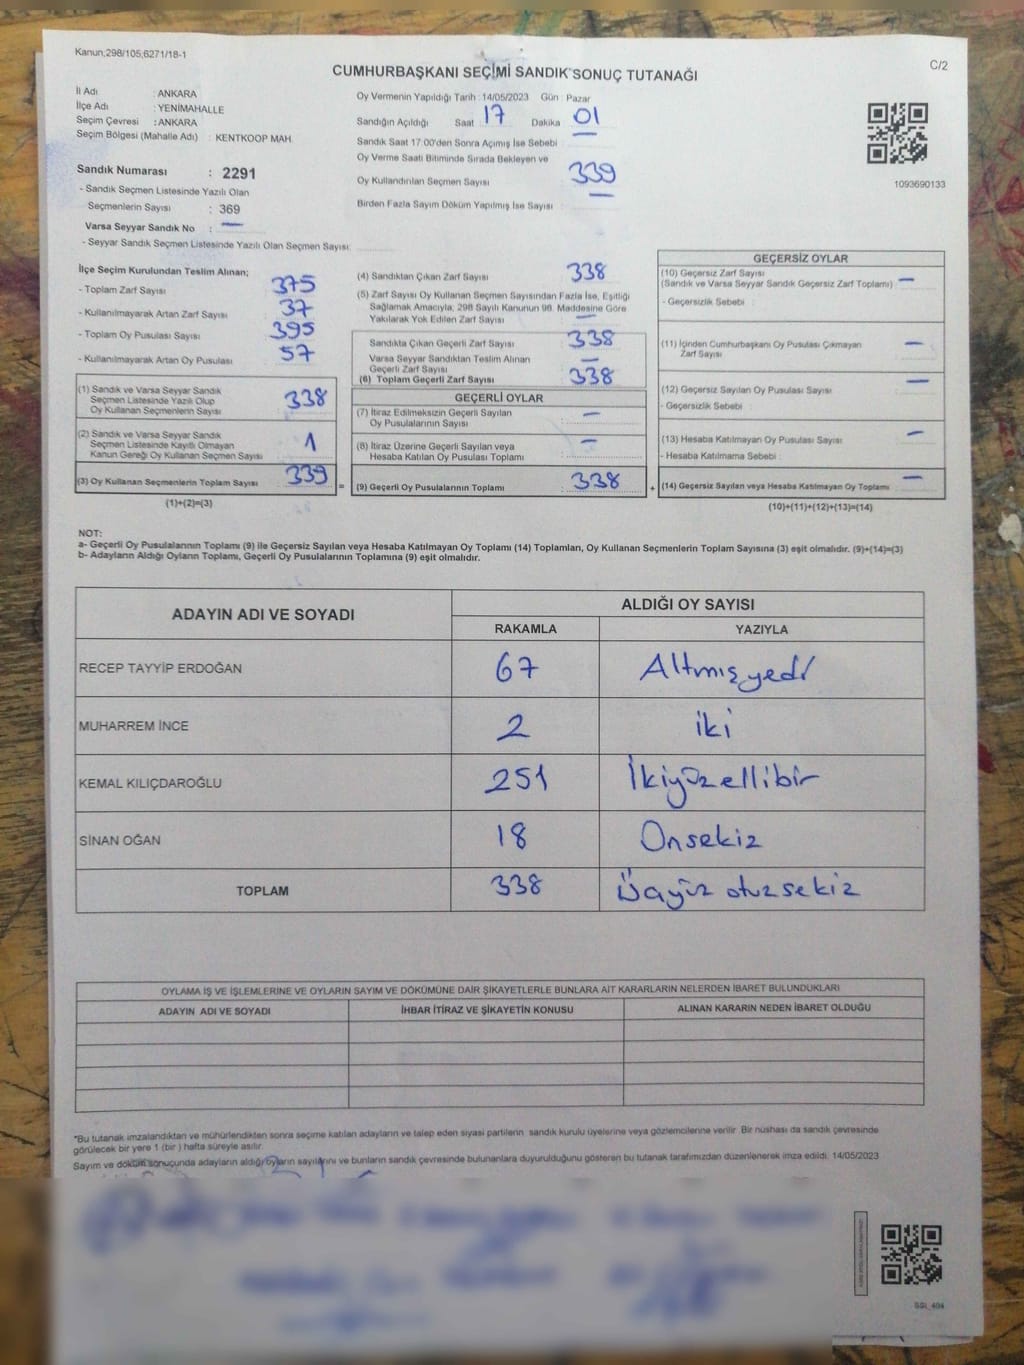 Kanun,298/105,6271/18-1
C/2
CUMHURBAŞKANI SEÇİMİ SANDIK SONUÇ TUTANAĞI
İl Adı : ANKARA
İlçe Adı : YENİMAHALLE
Seçim Çevresi : ANKARA
Seçim Bölgesi (Mahalle Adı) : KENTKOOP MAH
Sandık Numarası : 2291
- Sandık Seçmen Listesinde Yazılı Olan
Seçmenlerin Sayısı : 369
Varsa Seyyar Sandık No : —
- Seyyar Sandık Listesinde Yazılı Olan Seçmen Sayısı:
Oy Vermenin Yapıldığı Tarih : 14/05/2023 Gün : Pazar
Sandığın Açıldığı Saat 17 Dakika 01
Sandık Saat 17:00'den Sonra Açımış İse Sebebi —
Oy Verme Saati Bitiminde Sırada Bekleyen ve
Oy Kullandırılan Seçmen Sayısı 339
Birden Fazla Sayım Döküm Yapılmış İse Sayısı : —
1093690133
İlçe Seçim Kurulundan Teslim Alınan;
- Toplam Zarf Sayısı 375
- Kullanılmayarak Artan Zarf Sayısı : 37
- Toplam Oy Pusulası Sayısı : 395
- Kullanılmayarak Artan Oy Pusulası : 57
(1) Sandık ve Varsa Seyyar Sandık
Seçmen Listesinde Yazılı Olup
Oy Kullanan Seçmenlerin Sayısı 338
(2) Sandık ve Varsa Seyyar Sandık
Seçmen Listesinde Kayıtlı Olmayan
Kanun Gereği Oy Kullanan Seçmen Sayısı 1
(3) Oy Kullanan Seçmenlerin Toplam Sayısı 339 =
(1)+(2)=(3)
(4) Sandıktan Çıkan Zarf Sayısı 338
(5) Zarf Sayısı Oy Kullanan Seçmen Sayısından Fazla İse, Eşitliği
Sağlamak Amacıyla, 298 Sayılı Kanunun 98. Maddesine Göre
Yakılarak Yok Edilen Zarf Sayısı —
Sandıkta Çıkan Geçerli Zarf Sayısı 338
Varsa Seyyar Sandıktan Teslim Alınan
Geçerli Zarf Sayısı —
(6) Toplam Geçerli Zarf Sayısı 338
GEÇERLİ OYLAR
(7) İtiraz Edilmeksizin Geçerli Sayılan
Oy Pusulalarının Sayısı —
(8) İtiraz Üzerine Geçerli Sayılan veya
Hesaba Katılan Oy Pusulası Toplamı —
(9) Geçerli Oy Pusulalarının Toplamı 338 +
GEÇERSİZ OYLAR
(10) Geçersiz Zarf Sayısı
(Sandık ve Varsa Seyyar Sandık Geçersiz Zarf Toplamı) —
- Geçersizlik Sebebi :
(11) İçinden Cumhurbaşkanı Oy Pusulası Çıkmayan
Zarf Sayısı —
(12) Geçersiz Sayılan Oy Pusulası Sayısı —
- Geçersizlik Sebebi :
(13) Hesaba Katılmayan Oy Pusulası Sayısı —
- Hesaba Katılmama Sebebi :
(14) Geçersiz Sayılan veya Hesaba Katılmayan Oy Toplamı —
(10)+(11)+(12)+(13)=(14)
NOT:
a- Geçerli Oy Pusulalarının Toplamı (9) ile Geçersiz Sayılan veya Hesaba Katılmayan Oy Toplamı (14) Toplamları, Oy Kullanan Seçmenlerin Toplam Sayısına (3) eşit olmalıdır. (9)+(14)=(3)
b- Adayların Aldığı Oyların Toplamı, Geçerli Oy Pusulalarının Toplamına (9) eşit olmalıdır.
ADAYIN ADI VE SOYADI ALDIĞI OY SAYISI
RAKAMLA YAZIYLA
RECEP TAYYİP ERDOĞAN 67 Altmışyedi
MUHARREM İNCE 2 iki
KEMAL KILIÇDAROĞLU 251 İkiyüzellibir
SİNAN OĞAN 18 Onsekiz
TOPLAM 338 Üçyüz otuzsekiz
OYLAMA İŞ VE İŞLEMLERİNE VE OYLARIN SAYIM VE DÖKÜMÜNE DAİR ŞİKAYETLERLE BUNLARA AİT KARARLARIN NELERDEN İBARET BULUNDUKLARI
ADAYIN ADI VE SOYADI İHBAR İTİRAZ VE ŞİKAYETİN KONUSU ALINAN KARARIN NEDEN İBARET OLDUĞU
*Bu tutanak imzalandıktan ve mühürlendikten sonra seçime katılan adayların ve talep eden siyasi partilerin sandık kurulu üyelerine veya gözlemcilerine verilir. Bir nüshası da sandık çevresinde
görülecek bir yere 1 (bir) hafta süreyle asılır.
Sayım ve döküm sonucunda adayların aldığı oyların sayılarını ve bunların sandık çevresinde bulunanlara duyurulduğunu gösteren bu tutanak tarafımızdan düzenlenerek imza edildi. 14/05/2023